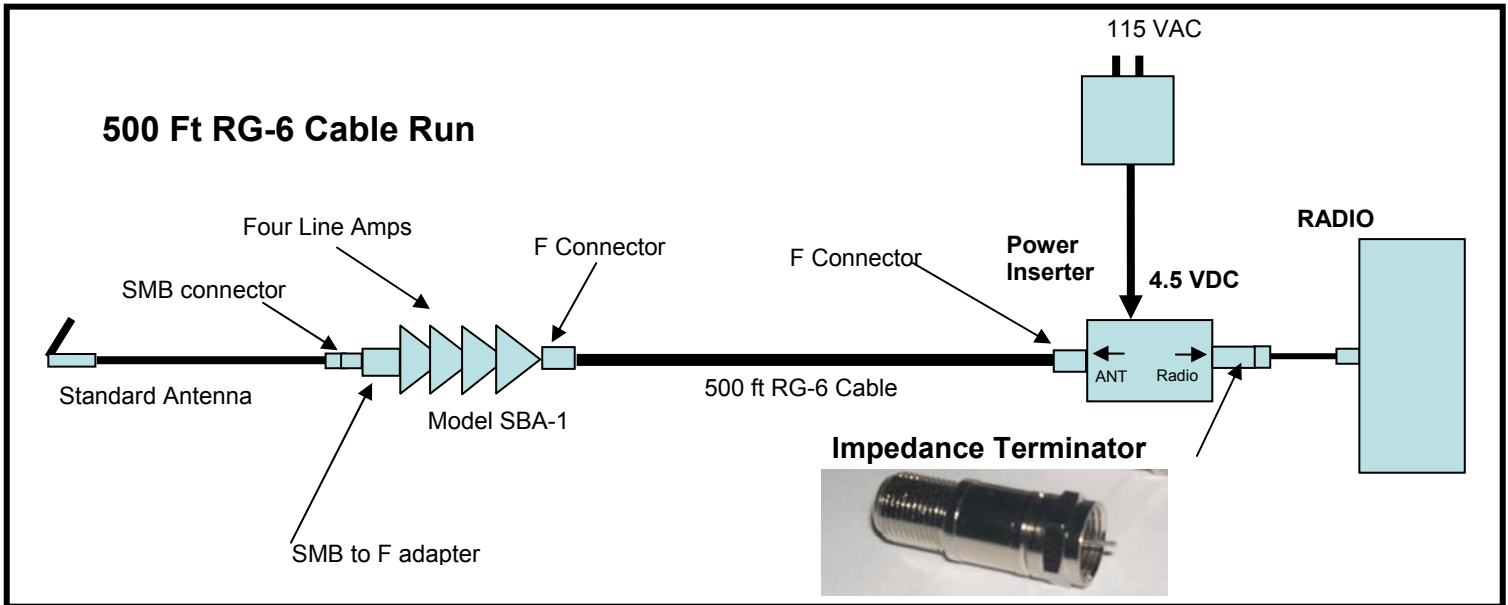 115 VAC
500 Ft RG-6 Cable Run
Four Line Amps
F Connector
F Connector
Power
Inserter
RADIO
SMB connector
4.5 VDC
ANT
Radio
Standard Antenna
500 ft RG-6 Cable
Model SBA-1
Impedance Terminator
SMB to F adapter